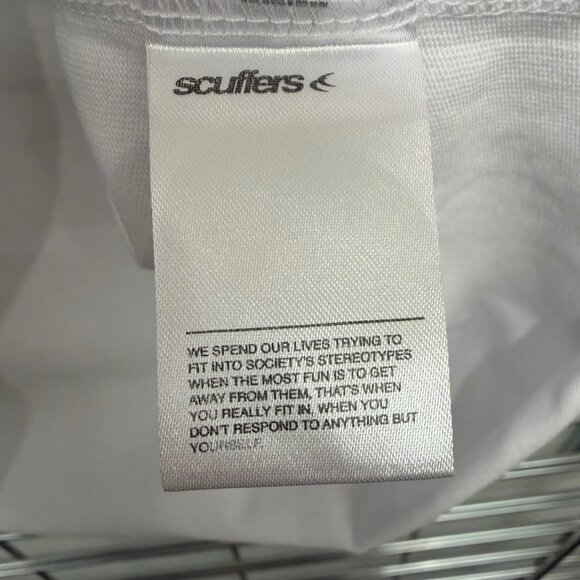 scuffers
WE SPEND OUR LIVES TRYING TO
FIT INTO SOCIETY'S STEREOTYPES
WHEN THE MOST FUN IS TO GET
AWAY FROM THEM, THAT'S WHEN
YOU REALLY FIT IN, WHEN YOU
DON'T RESPOND TO ANYTHING BUT
YOURSELF.